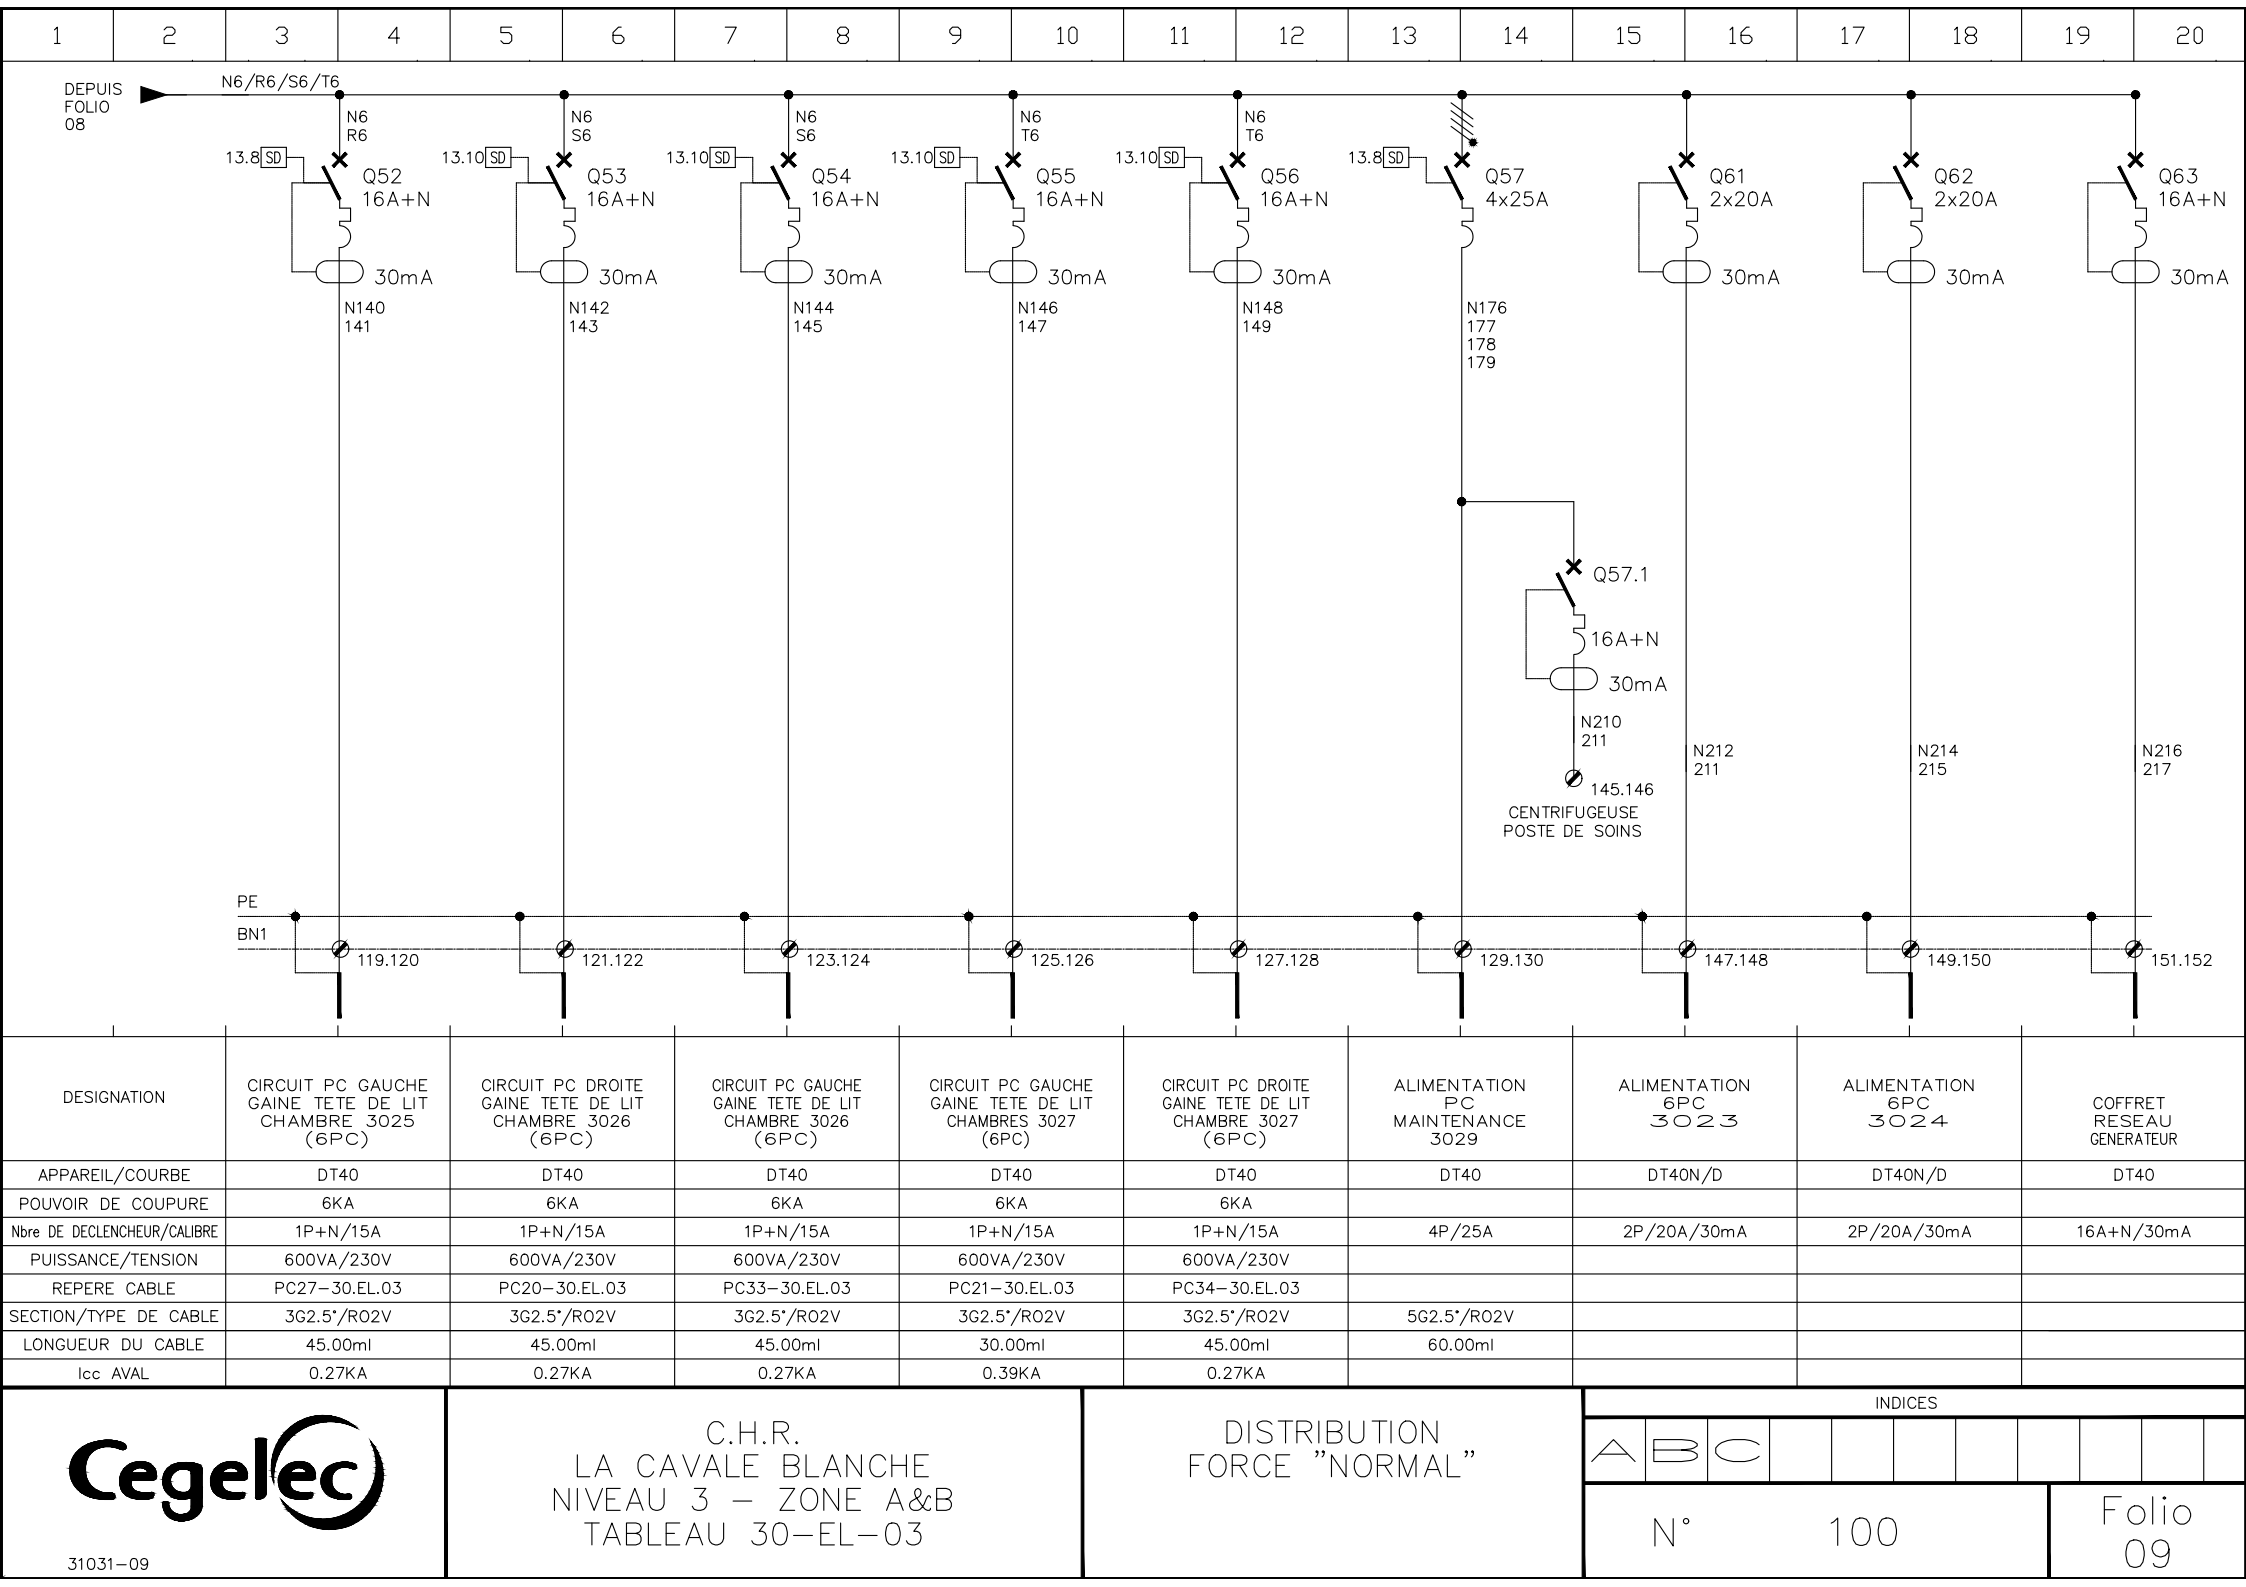 1 2 3 4 5 6 7 8 9 10 11 12 13 14 15 16 17 18 19 20
DEPUIS
FOLIO
08
N6/R6/S6/T6
N6
R6
N6
S6
N6
S6
N6
T6
N6
T6
13.8 SD
13.10 SD
13.10 SD
13.10 SD
13.10 SD
13.8 SD
Q52
16A+N
Q53
16A+N
Q54
16A+N
Q55
16A+N
Q56
16A+N
Q57
4x25A
Q61
2x20A
Q62
2x20A
Q63
16A+N
30mA 30mA 30mA 30mA 30mA 30mA 30mA 30mA
N140
141
N142
143
N144
145
N146
147
N148
149
N176
177
178
179
Q57.1
16A+N
30mA
N210
211
145.146
CENTRIFUGEUSE
POSTE DE SOINS
N212
211
N214
215
N216
217
PE
BN1
119.120 121.122 123.124 125.126 127.128 129.130 147.148 149.150 151.152
DESIGNATION
CIRCUIT PC GAUCHE
GAINE TETE DE LIT
CHAMBRE 3025
(6PC)
CIRCUIT PC DROITE
GAINE TETE DE LIT
CHAMBRE 3026
(6PC)
CIRCUIT PC GAUCHE
GAINE TETE DE LIT
CHAMBRE 3026
(6PC)
CIRCUIT PC GAUCHE
GAINE TETE DE LIT
CHAMBRES 3027
(6PC)
CIRCUIT PC DROITE
GAINE TETE DE LIT
CHAMBRE 3027
(6PC)
ALIMENTATION
PC
MAINTENANCE
3029
ALIMENTATION
6PC
3023
ALIMENTATION
6PC
3024
COFFRET
RESEAU
GENERATEUR
APPAREIL/COURBE DT40 DT40 DT40 DT40 DT40 DT40 DT40N/D DT40N/D DT40
POUVOIR DE COUPURE 6KA 6KA 6KA 6KA 6KA
Nbre DE DECLENCHEUR/CALIBRE 1P+N/15A 1P+N/15A 1P+N/15A 1P+N/15A 1P+N/15A 4P/25A 2P/20A/30mA 2P/20A/30mA 16A+N/30mA
PUISSANCE/TENSION 600VA/230V 600VA/230V 600VA/230V 600VA/230V 600VA/230V
REPERE CABLE PC27-30.EL.03 PC20-30.EL.03 PC33-30.EL.03 PC21-30.EL.03 PC34-30.EL.03
SECTION/TYPE DE CABLE 3G2.5°/RO2V 3G2.5°/RO2V 3G2.5°/RO2V 3G2.5°/RO2V 3G2.5°/RO2V 5G2.5°/RO2V
LONGUEUR DU CABLE 45.00ml 45.00ml 45.00ml 30.00ml 45.00ml 60.00ml
Icc AVAL 0.27KA 0.27KA 0.27KA 0.39KA 0.27KA
Cegelec
31031-09
C.H.R.
LA CAVALE BLANCHE
NIVEAU 3 - ZONE A&B
TABLEAU 30-EL-03
DISTRIBUTION
FORCE "NORMAL"
INDICES
A B C
N° 100
Folio
09